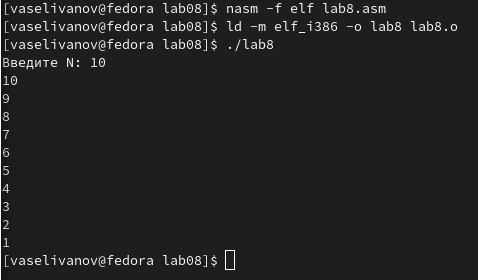 [vaselivanov@fedora lab08]$ nasm -f elf lab8.asm
[vaselivanov@fedora lab08]$ ld -m elf_i386 -o lab8 lab8.o
[vaselivanov@fedora lab08]$ ./lab8
Введите N: 10
10
9
8
7
6
5
4
3
2
1
[vaselivanov@fedora lab08]$